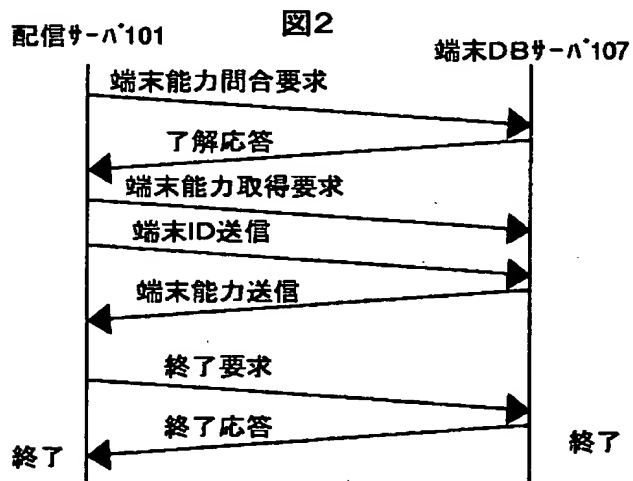 図2
配信ｻｰﾊﾞ101
端末DBｻｰﾊﾞ107
端末能力問合要求
了解応答
端末能力取得要求
端末ID送信
端末能力送信
終了要求
終了応答
終了
終了